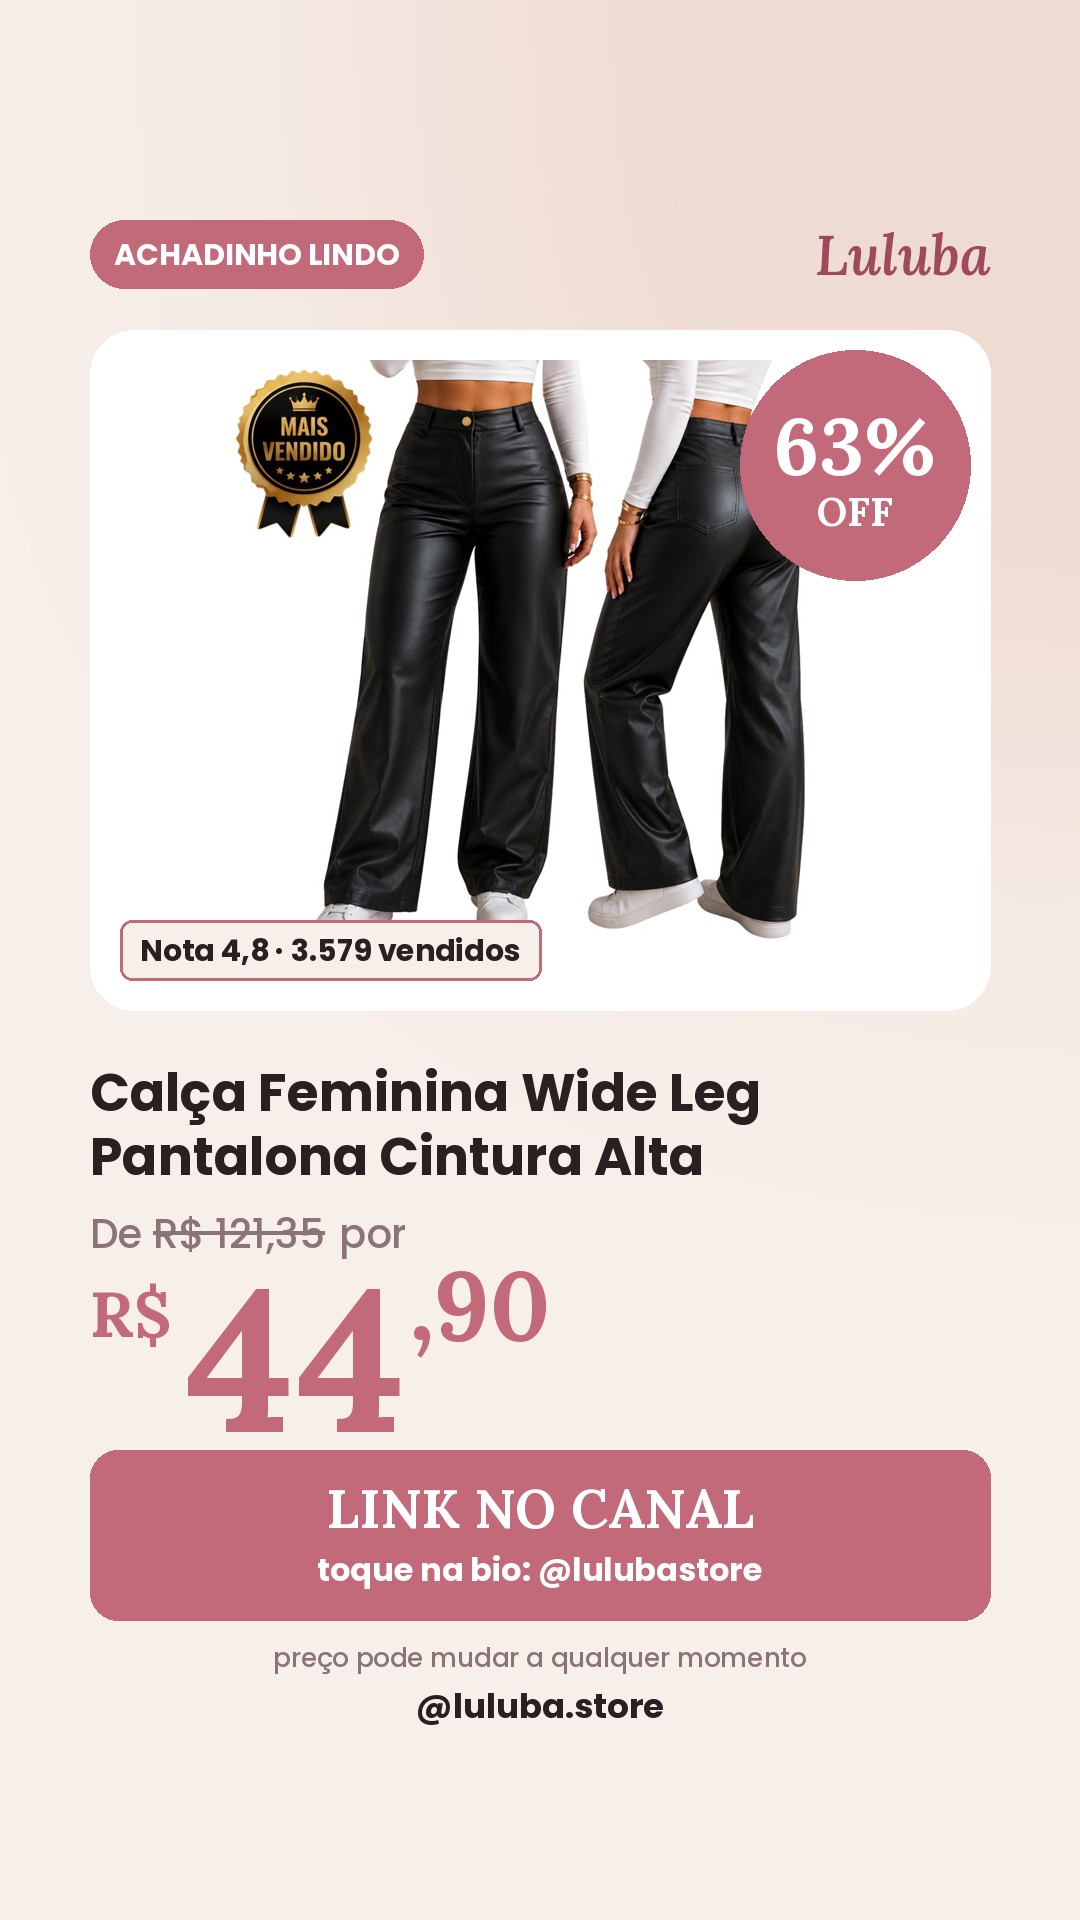 ACHADINHO LINDO
Luluba
MAIS
VENDIDO
63%
OFF
Nota 4,8 · 3.579 vendidos
Calça Feminina Wide Leg
Pantalona Cintura Alta
De R$ 121,35 por
R$ 44,90
LINK NO CANAL
toque na bio: @lulubastore
preço pode mudar a qualquer momento
@luluba.store